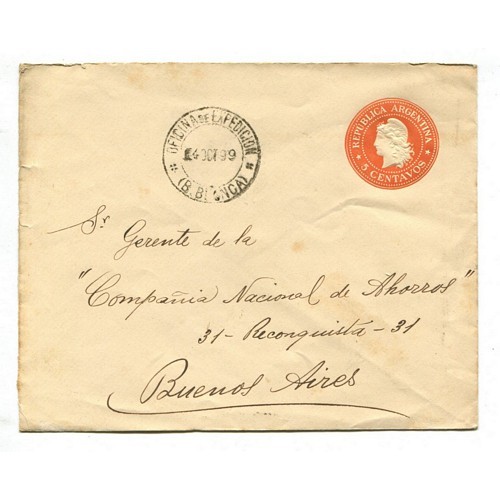 OFICINA DE EXPEDICION
OCT 99
(B. BLANCA)
REPUBLICA ARGENTINA
5 CENTAVOS
Sr
Gerente de la
"Compañia Nacional de Ahorros"
31 - Reconquista - 31
Buenos Aires